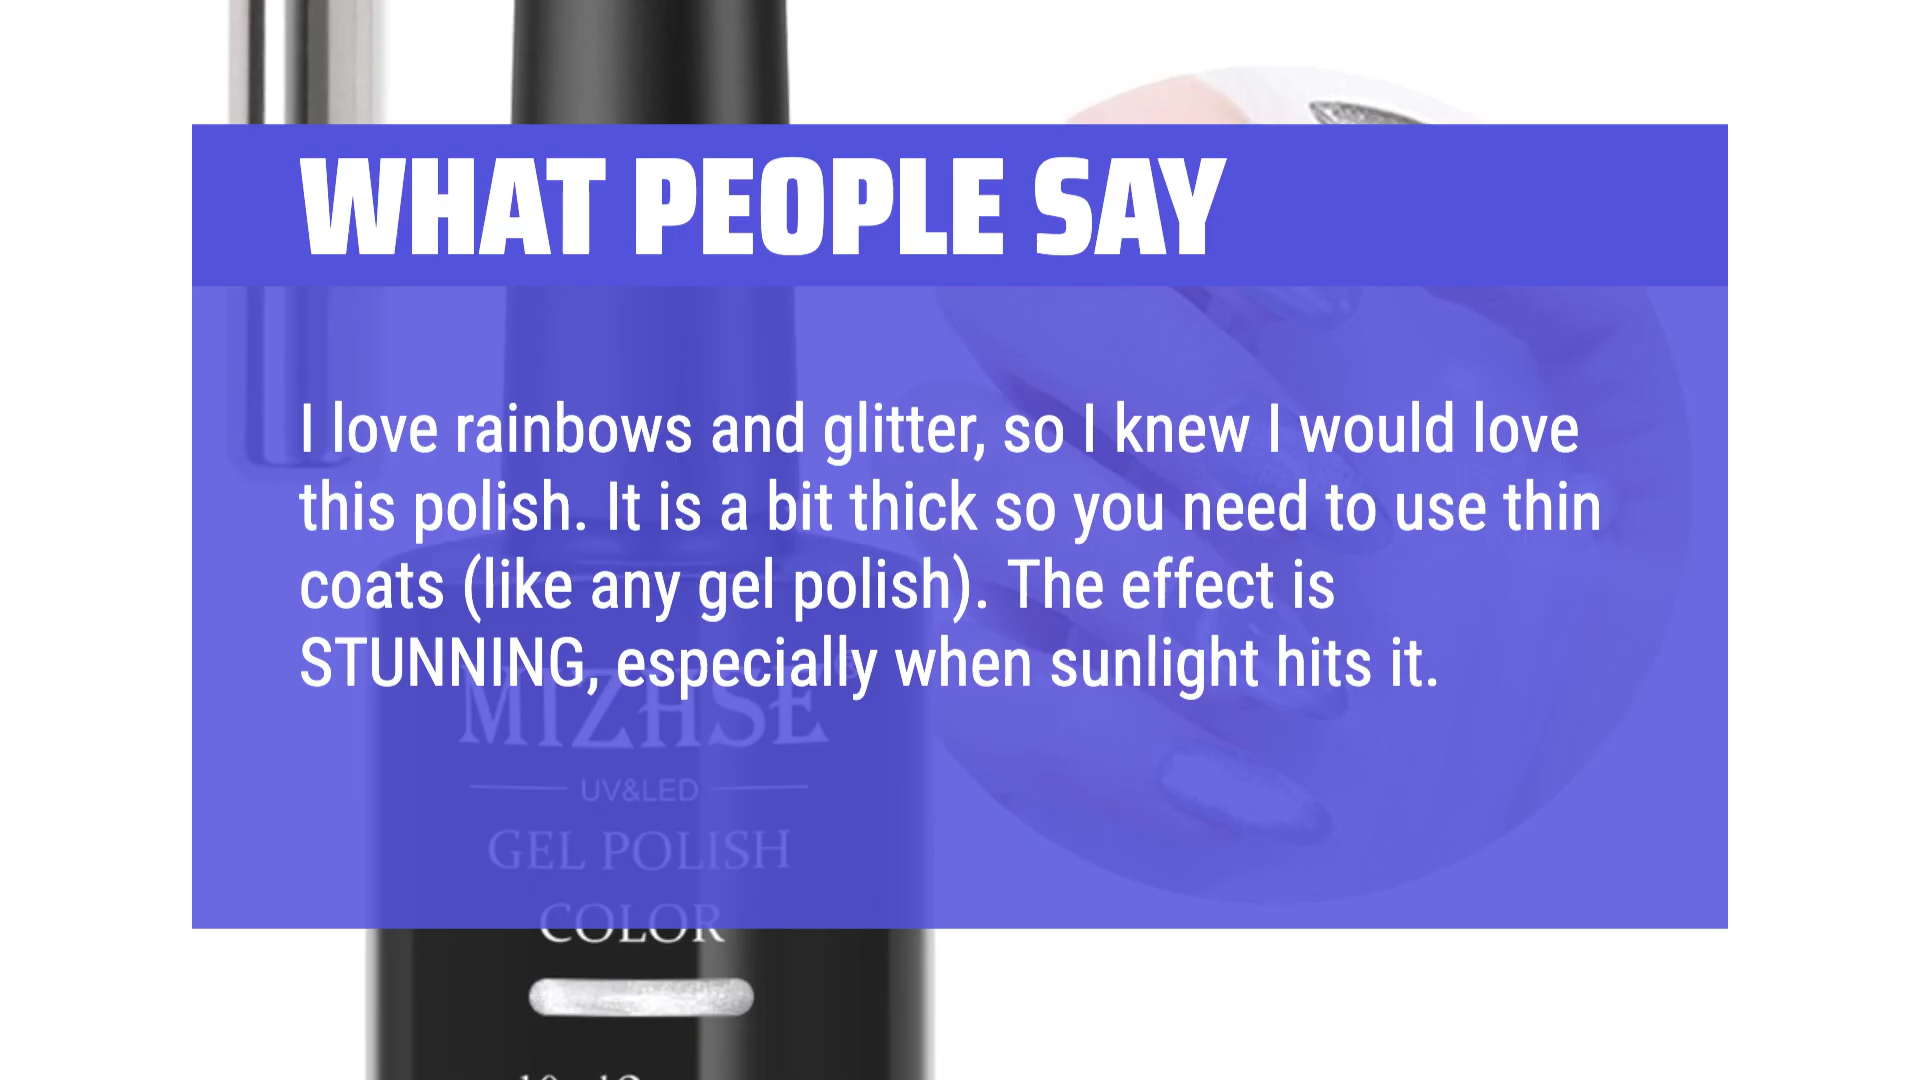 WHAT PEOPLE SAY
I love rainbows and glitter, so I knew I would love
this polish. It is a bit thick so you need to use thin
coats (like any gel polish). The effect is
STUNNING, especially when sunlight hits it.
MIZHSE
UV&LED
GEL POLISH
COLOR